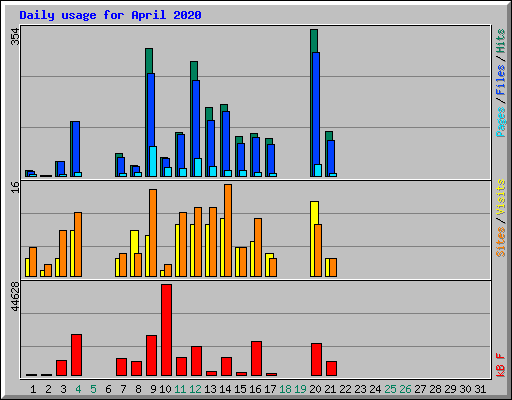 Daily usage for April 2020
354
Pages/Files/Hits
16
Sites/Visits
44628
kB F
1 2 3 4 5 6 7 8 9 10 11 12 13 14 15 16 17 18 19 20 21 22 23 24 25 26 27 28 29 30 31